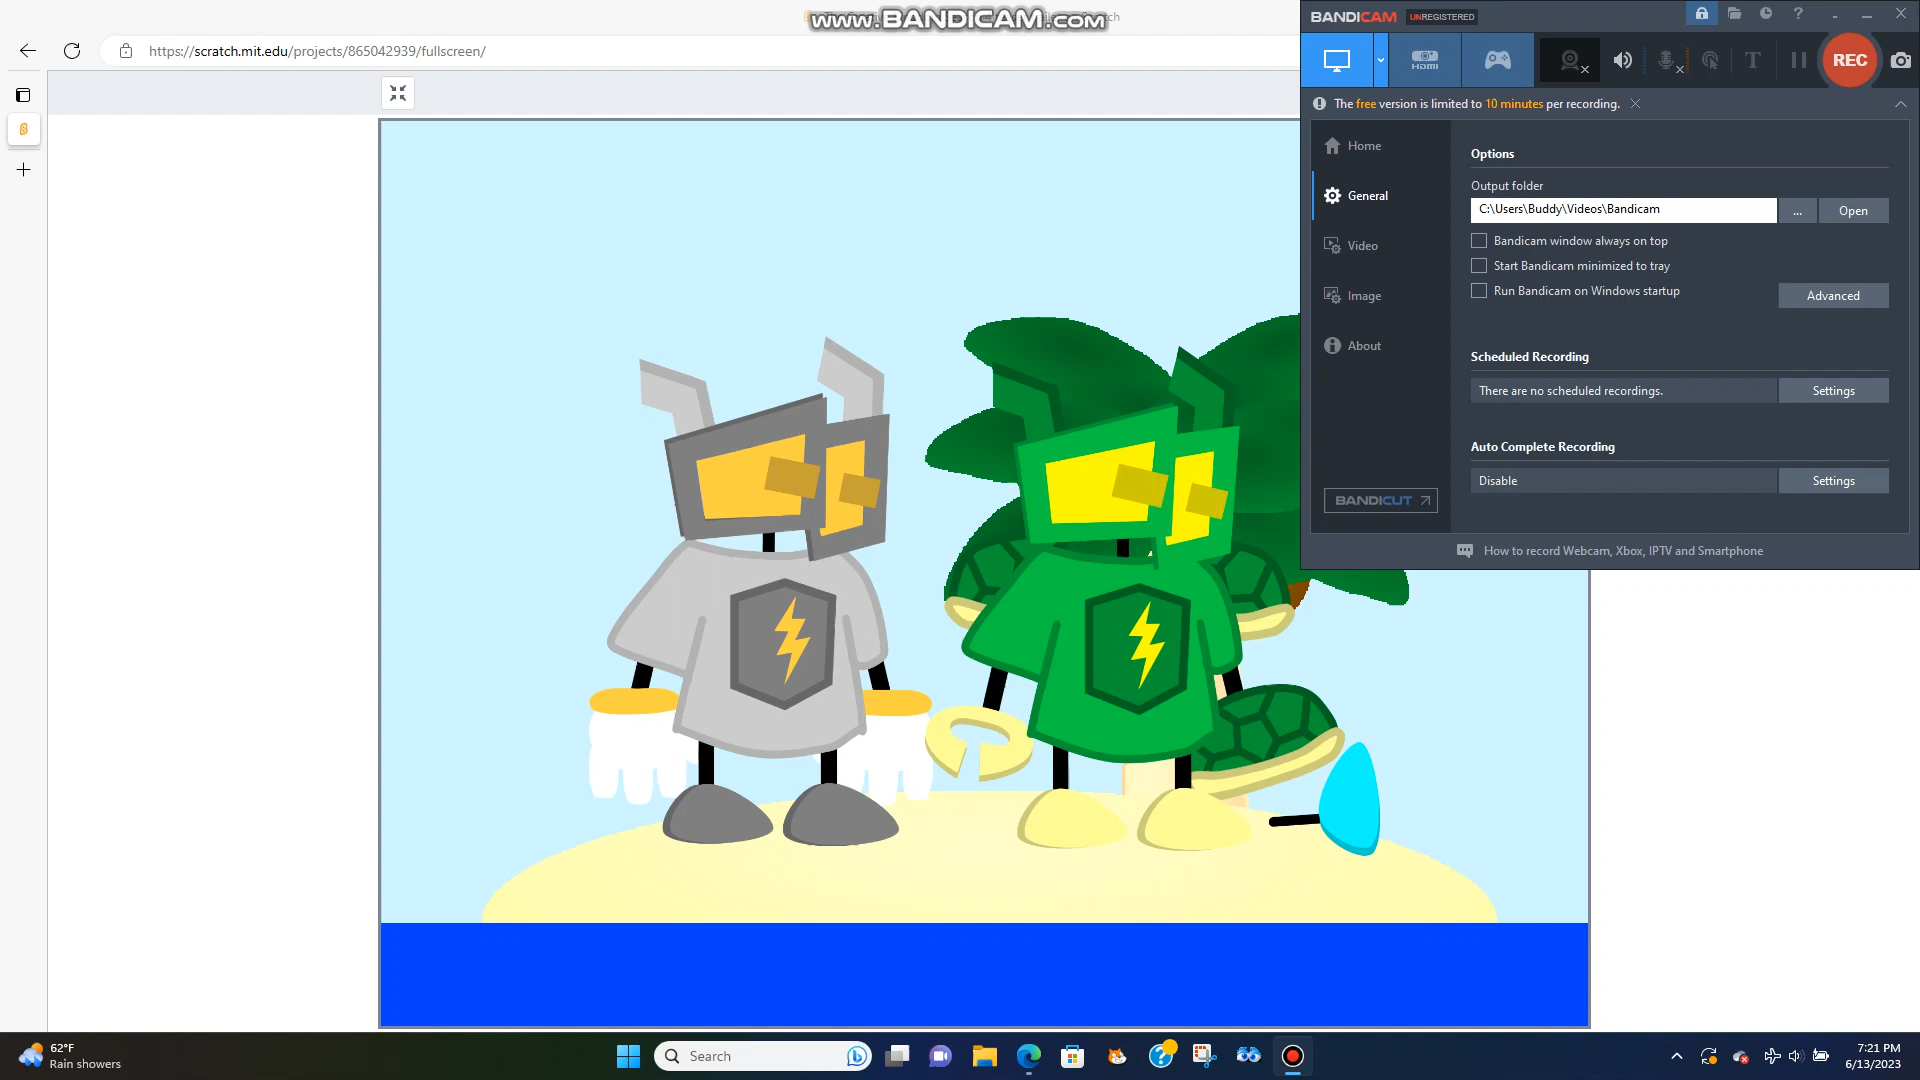 www.BANDICAM.com
Scratch
BANDICAM UNREGISTERED
https://scratch.mit.edu/projects/865042939/fullscreen/
HDMI
T
REC
The free version is limited to 10 minutes per recording.
Home
General
Video
Image
About
BANDICUT
Options
Output folder
C:\Users\Buddy\Videos\Bandicam
...
Open
Bandicam window always on top
Start Bandicam minimized to tray
Run Bandicam on Windows startup
Advanced
Scheduled Recording
There are no scheduled recordings.
Settings
Auto Complete Recording
Disable
Settings
How to record Webcam, Xbox, IPTV and Smartphone
62°F
Rain showers
Search
7:21 PM
6/13/2023